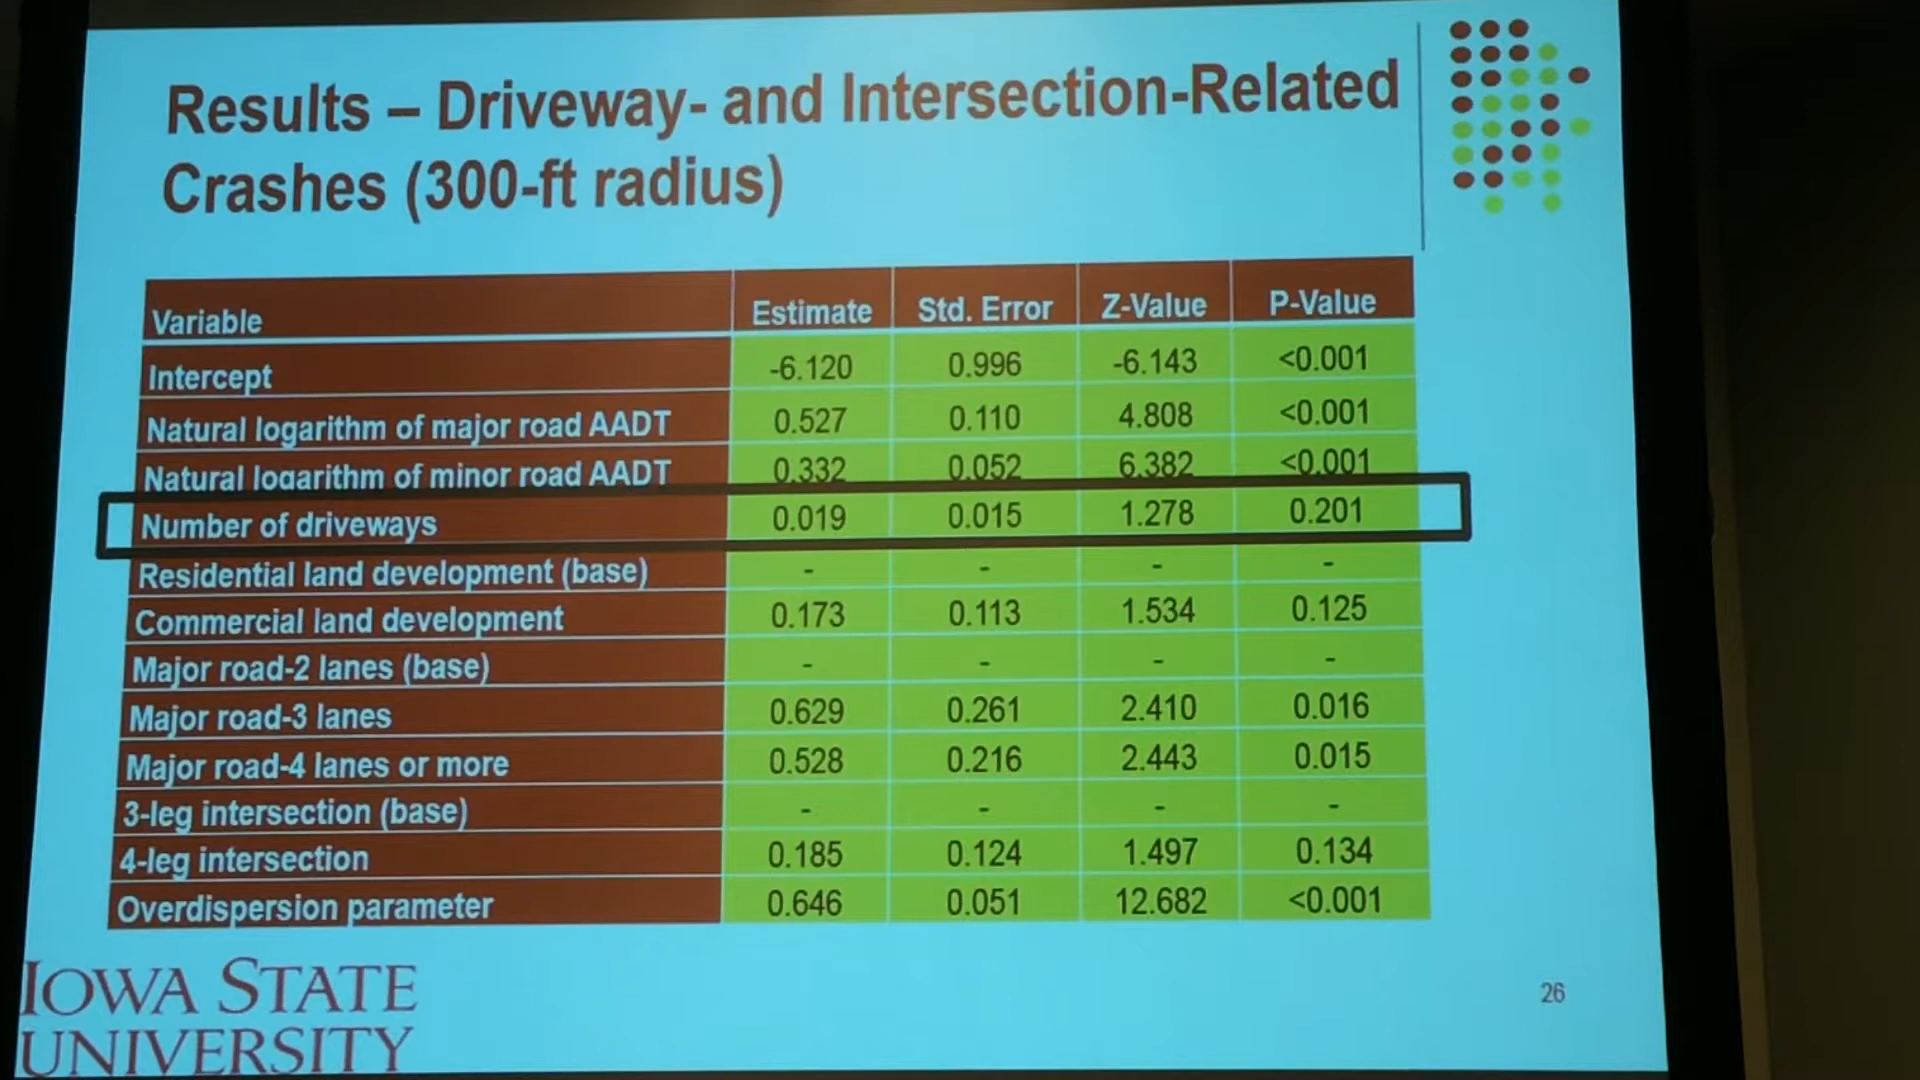 Results – Driveway- and Intersection-Related
Crashes (300-ft radius)
Variable Estimate Std. Error Z-Value P-Value
Intercept -6.120 0.996 -6.143 <0.001
Natural logarithm of major road AADT 0.527 0.110 4.808 <0.001
Natural logarithm of minor road AADT 0.332 0.052 6.382 <0.001
Number of driveways 0.019 0.015 1.278 0.201
Residential land development (base) - - - -
Commercial land development 0.173 0.113 1.534 0.125
Major road-2 lanes (base) - - - -
Major road-3 lanes 0.629 0.261 2.410 0.016
Major road-4 lanes or more 0.528 0.216 2.443 0.015
3-leg intersection (base) - - - -
4-leg intersection 0.185 0.124 1.497 0.134
Overdispersion parameter 0.646 0.051 12.682 <0.001
IOWA STATE
UNIVERSITY
26